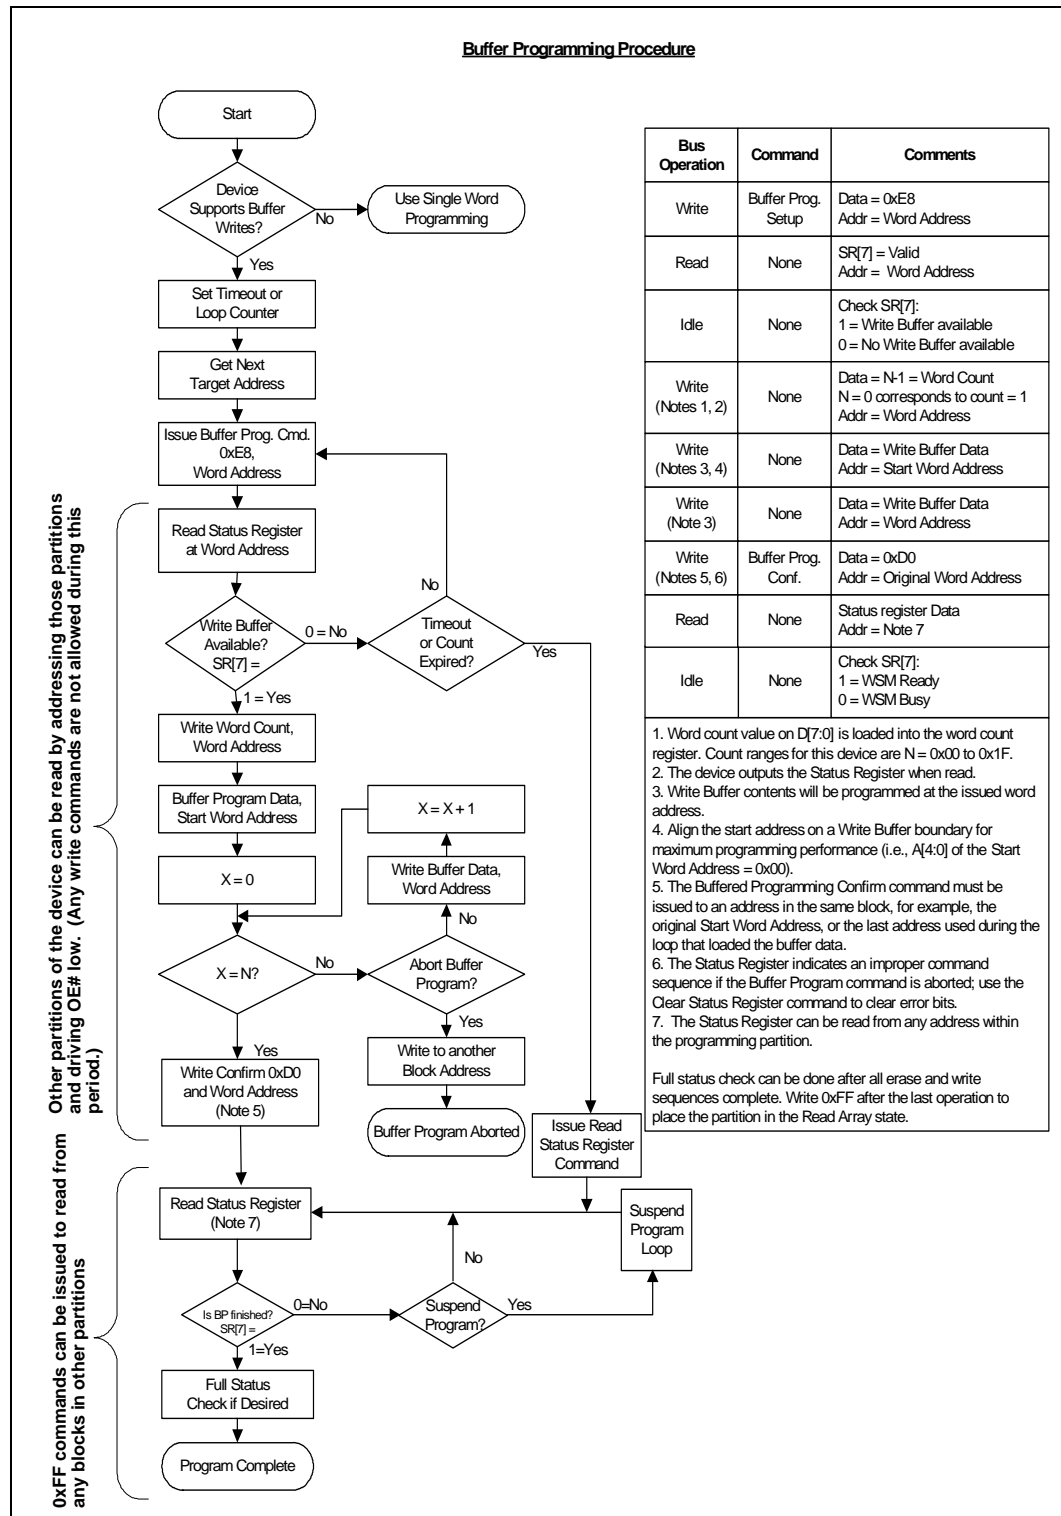 Buffer Programming Procedure
Start
Device
Supports Buffer
Writes?
No
Use Single Word
Programming
Yes
Set Timeout or
Loop Counter
Get Next
Target Address
Issue Buffer Prog. Cmd.
0xE8,
Word Address
Read Status Register
at Word Address
No
Write Buffer
Available?
SR[7] =
0 = No
Timeout
or Count
Expired?
Yes
1 = Yes
Write Word Count,
Word Address
Buffer Program Data,
Start Word Address
X = X + 1
X = 0
Write Buffer Data,
Word Address
No
X = N?
No
Abort Buffer
Program?
Yes
Yes
Write Confirm 0xD0
and Word Address
(Note 5)
Write to another
Block Address
Buffer Program Aborted
Issue Read
Status Register
Command
Read Status Register
(Note 7)
Suspend
Program
Loop
No
Is BP finished?
SR[7] =
0=No
Suspend
Program?
Yes
1=Yes
Full Status
Check if Desired
Program Complete
Other partitions of the device can be read by addressing those partitions
and driving OE# low. (Any write commands are not allowed during this
period.)
0xFF commands can be issued to read from
any blocks in other partitions
Bus
Operation
Command
Comments
Write
Buffer Prog.
Setup
Data = 0xE8
Addr = Word Address
Read
None
SR[7] = Valid
Addr = Word Address
Idle
None
Check SR[7]:
1 = Write Buffer available
0 = No Write Buffer available
Write
(Notes 1, 2)
None
Data = N-1 = Word Count
N = 0 corresponds to count = 1
Addr = Word Address
Write
(Notes 3, 4)
None
Data = Write Buffer Data
Addr = Start Word Address
Write
(Note 3)
None
Data = Write Buffer Data
Addr = Word Address
Write
(Notes 5, 6)
Buffer Prog.
Conf.
Data = 0xD0
Addr = Original Word Address
Read
None
Status register Data
Addr = Note 7
Idle
None
Check SR[7]:
1 = WSM Ready
0 = WSM Busy
1. Word count value on D[7:0] is loaded into the word count
register. Count ranges for this device are N = 0x00 to 0x1F.
2. The device outputs the Status Register when read.
3. Write Buffer contents will be programmed at the issued word
address.
4. Align the start address on a Write Buffer boundary for
maximum programming performance (i.e., A[4:0] of the Start
Word Address = 0x00).
5. The Buffered Programming Confirm command must be
issued to an address in the same block, for example, the
original Start Word Address, or the last address used during the
loop that loaded the buffer data.
6. The Status Register indicates an improper command
sequence if the Buffer Program command is aborted; use the
Clear Status Register command to clear error bits.
7. The Status Register can be read from any address within
the programming partition.
Full status check can be done after all erase and write
sequences complete. Write 0xFF after the last operation to
place the partition in the Read Array state.